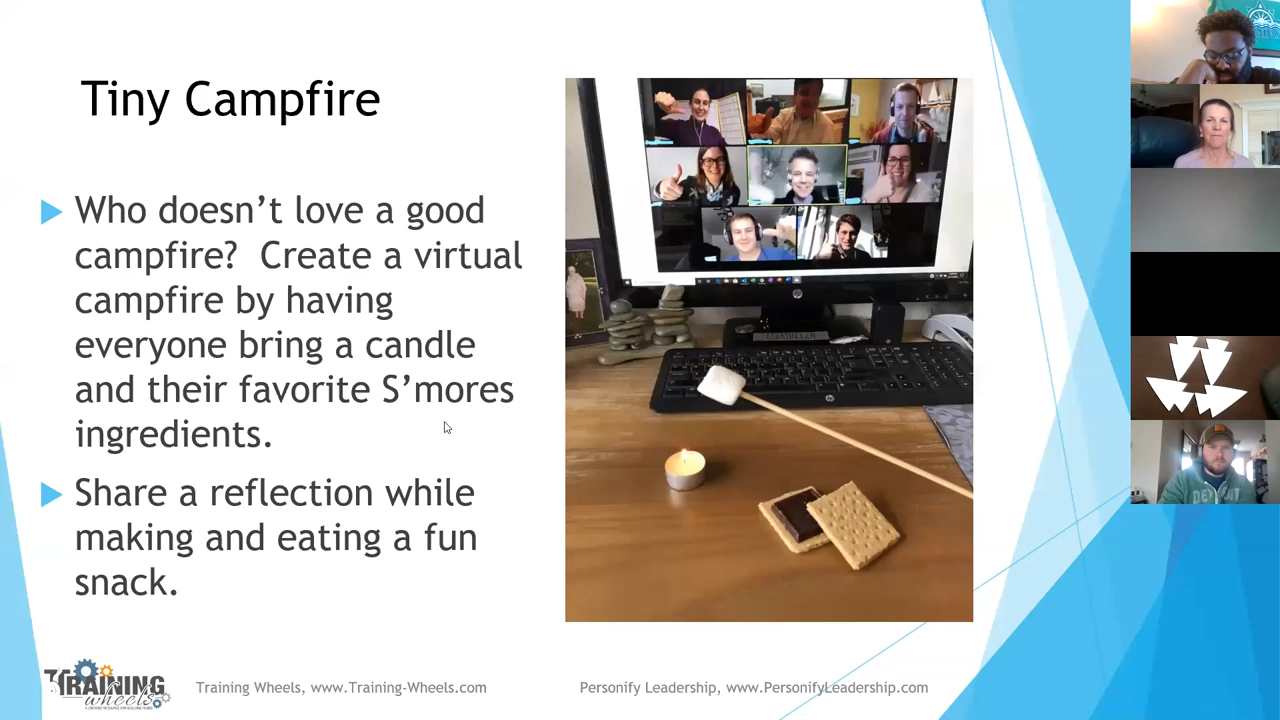 Tiny Campfire
Who doesn’t love a good
campfire?  Create a virtual
campfire by having
everyone bring a candle
and their favorite S’mores
ingredients.
Share a reflection while
making and eating a fun
snack.
TRAINING
wheels
Training Wheels, www.Training-Wheels.com
Personify Leadership, www.PersonifyLeadership.com
hp